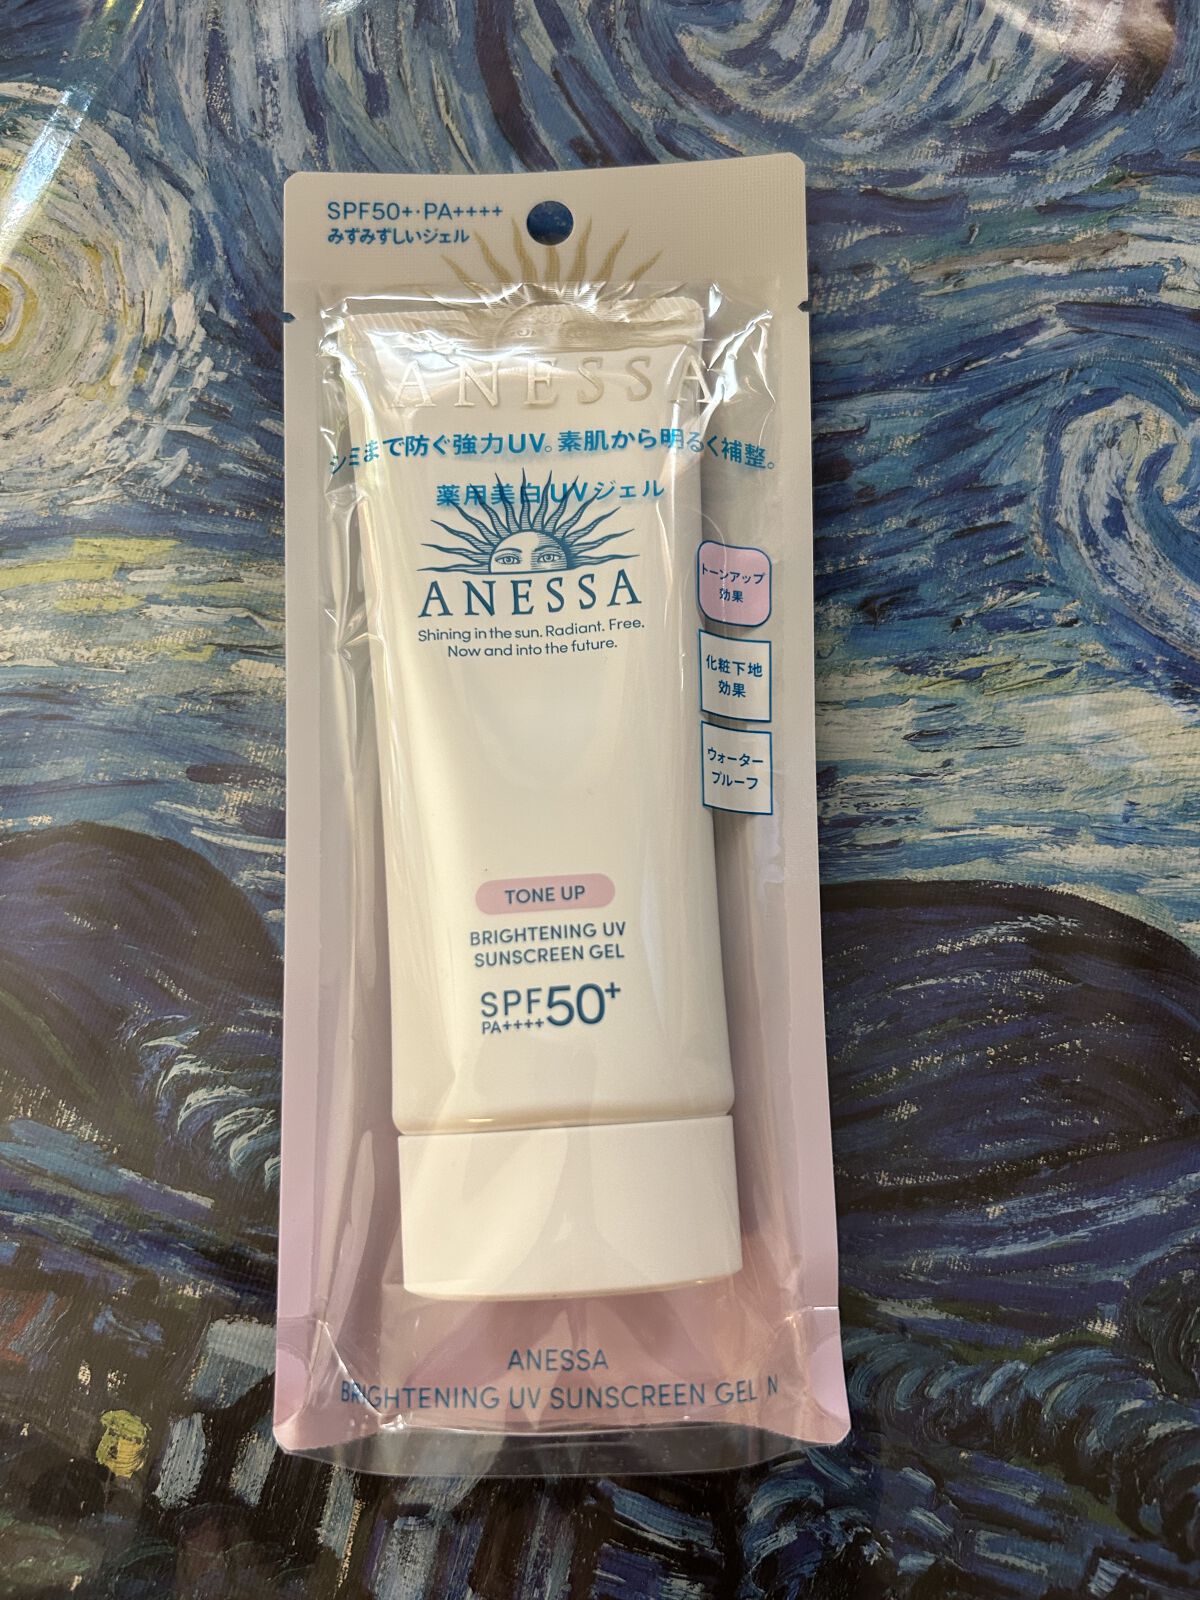 SPF50+・PA++++
みずみずしいジェル
ANESSA
シミまで防ぐ強力UV。素肌から明るく補整。
薬用美白UVジェル
ANESSA
Shining in the sun. Radiant. Free.
Now and into the future.
トーンアップ
効果
化粧下地
効果
ウォーター
プルーフ
TONE UP
BRIGHTENING UV
SUNSCREEN GEL
SPF50+
PA++++
ANESSA
BRIGHTENING UV SUNSCREEN GEL N